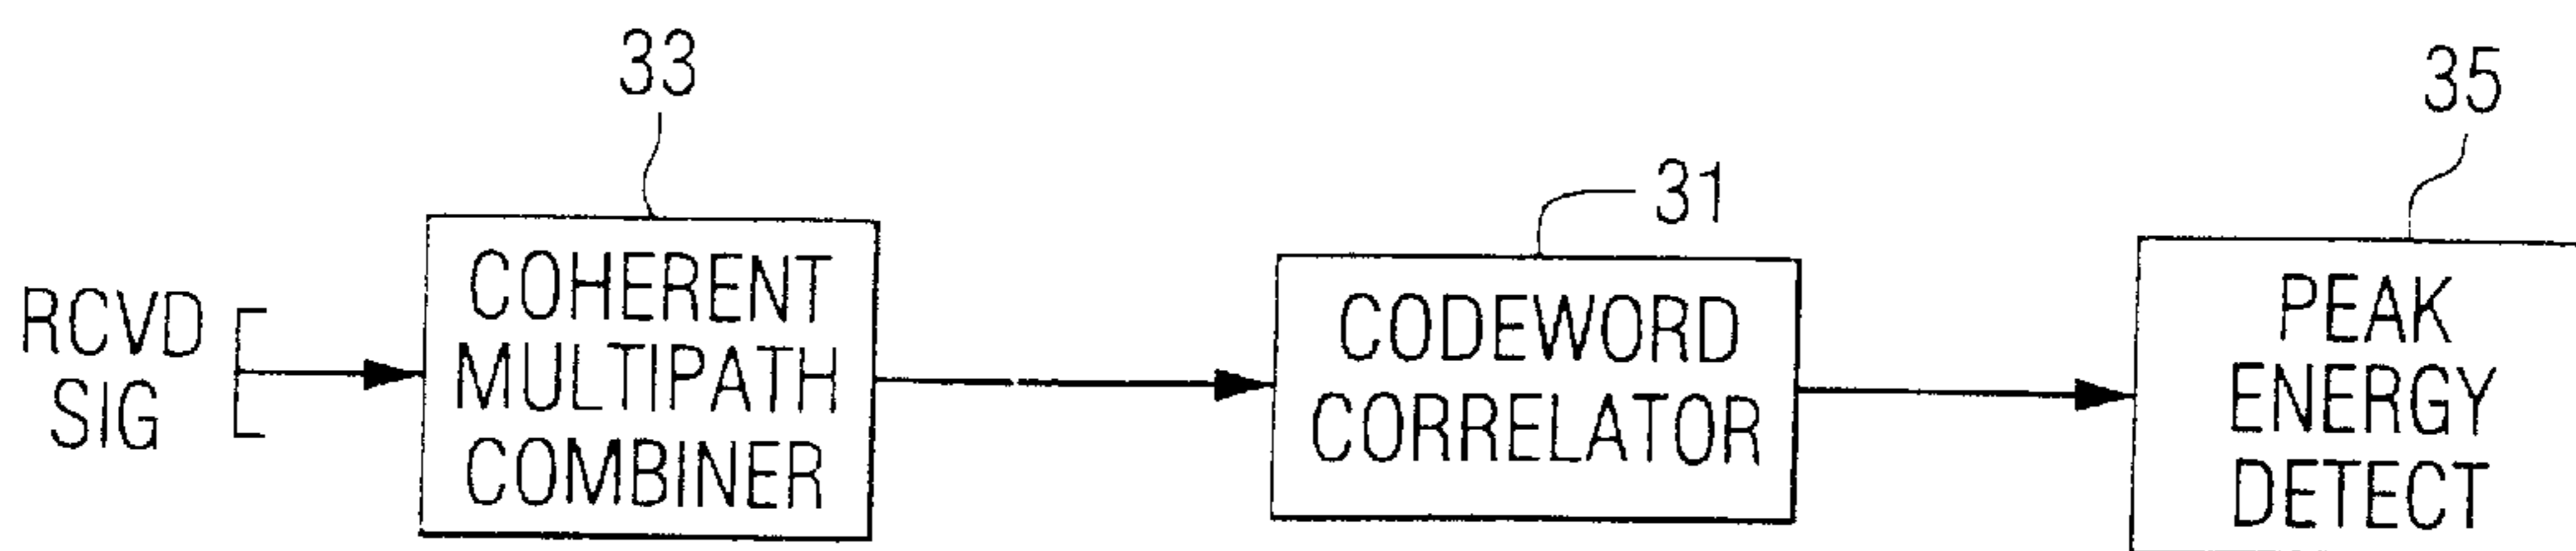 33
35
31
RCVD
SIG
COHERENT
MULTIPATH
COMBINER
CODEWORD
CORRELATOR
PEAK
ENERGY
DETECT